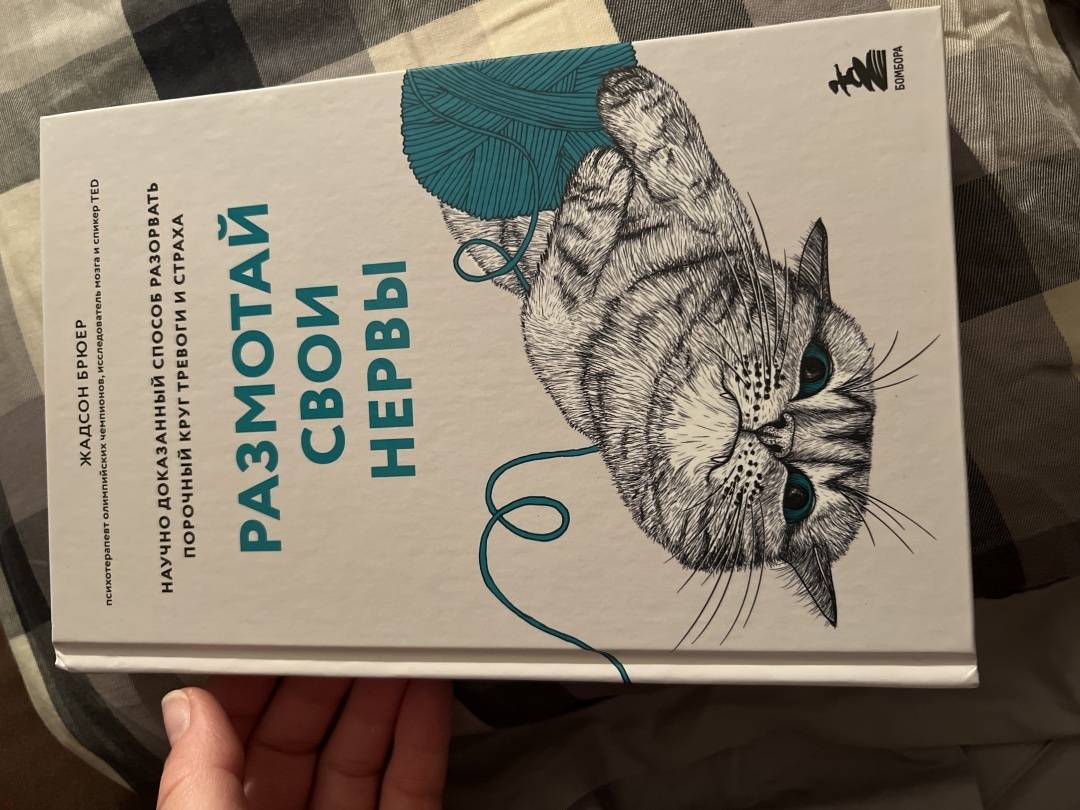 ЖАДСОН БРЮЕР
психотерапевт олимпийских чемпионов, исследователь мозга и спикер TED
НАУЧНО ДОКАЗАННЫЙ СПОСОБ РАЗОРВАТЬ
ПОРОЧНЫЙ КРУГ ТРЕВОГИ И СТРАХА
РАЗМОТАЙ
СВОИ
НЕРВЫ
БОМБОРА